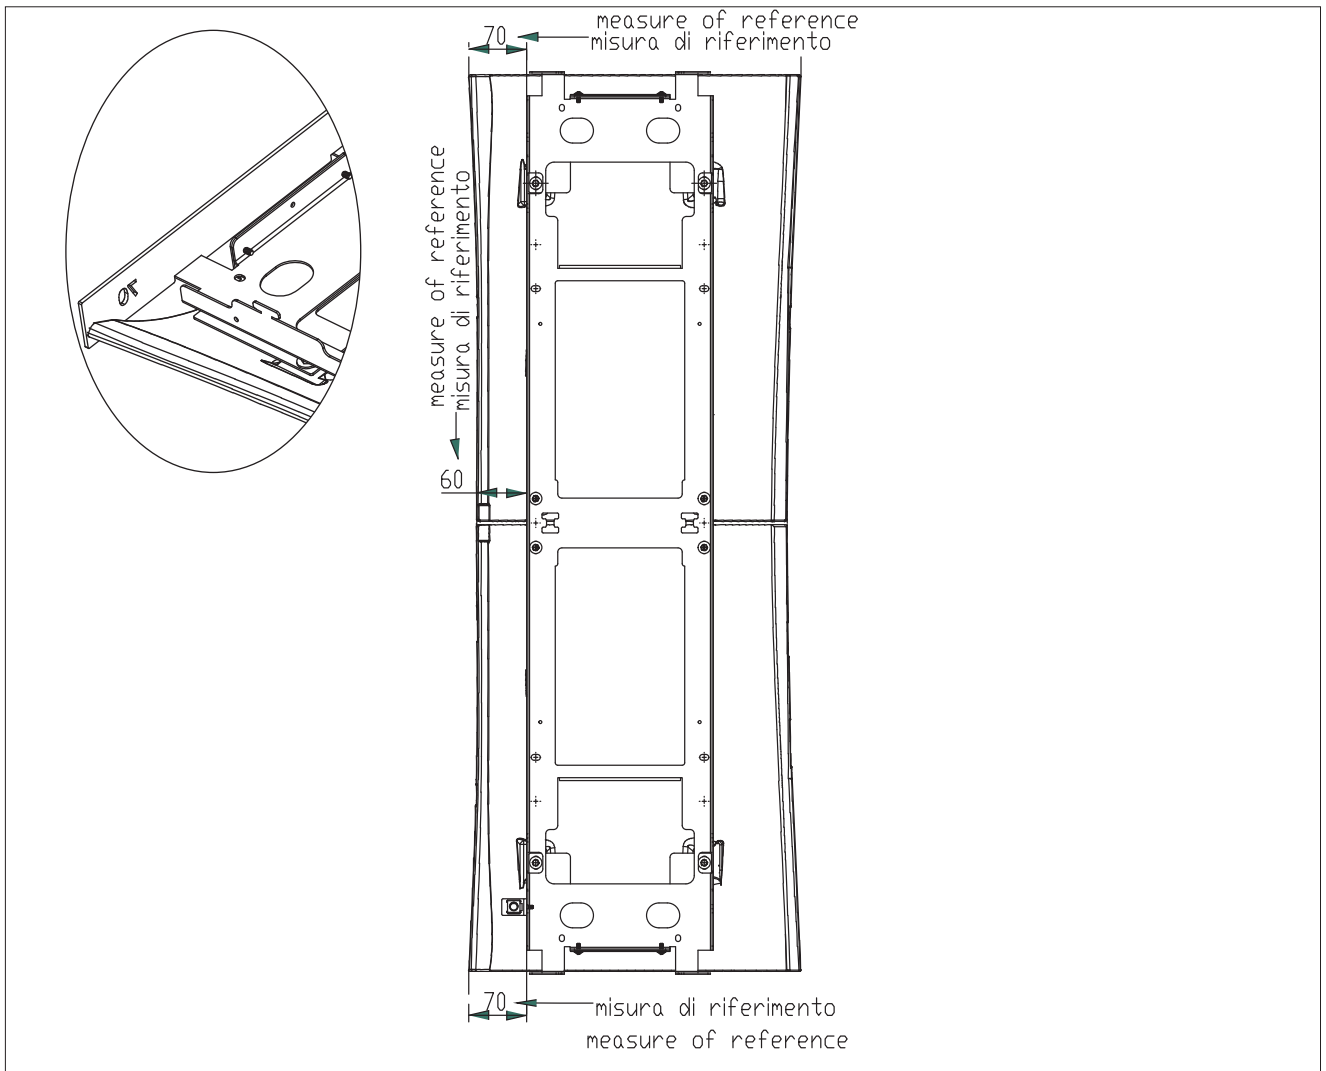 measure of reference
70
misura di riferimento
measure of reference
misura di riferimento
70
60
70
misura di riferimento
measure of reference